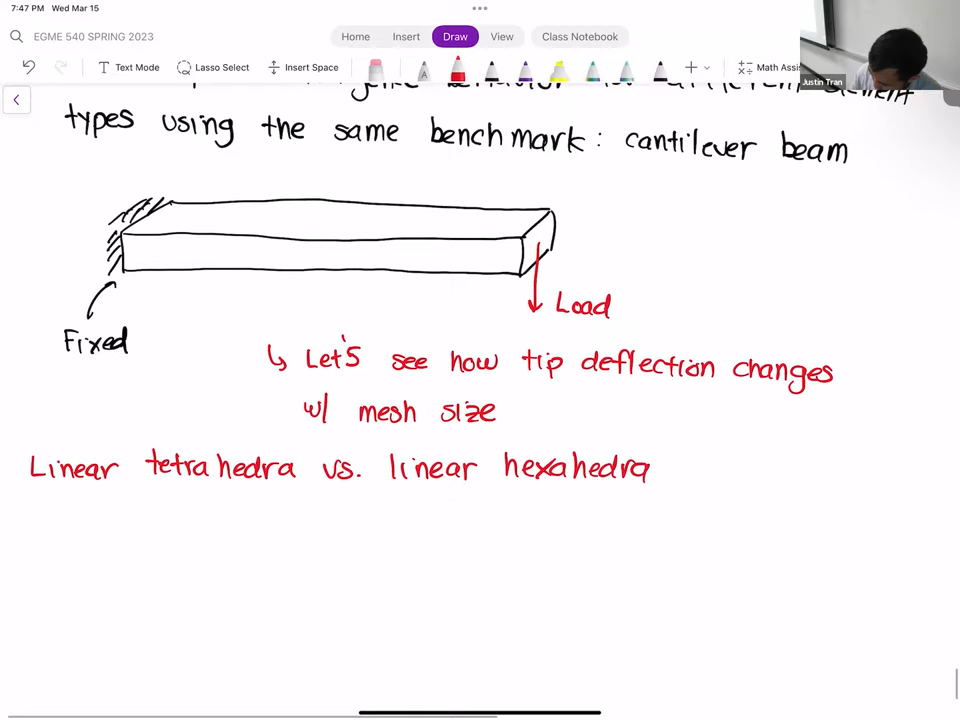 7:47 PM Wed Mar 15
EGME 540 SPRING 2023
Home Insert Draw View Class Notebook
Text Mode Lasso Select Insert Space Math Assis
Justin Tran
types using the same benchmark: cantilever beam
Load
Fixed
↳ Let's see how tip deflection changes
w/ mesh size
Linear tetrahedra vs. linear hexahedra